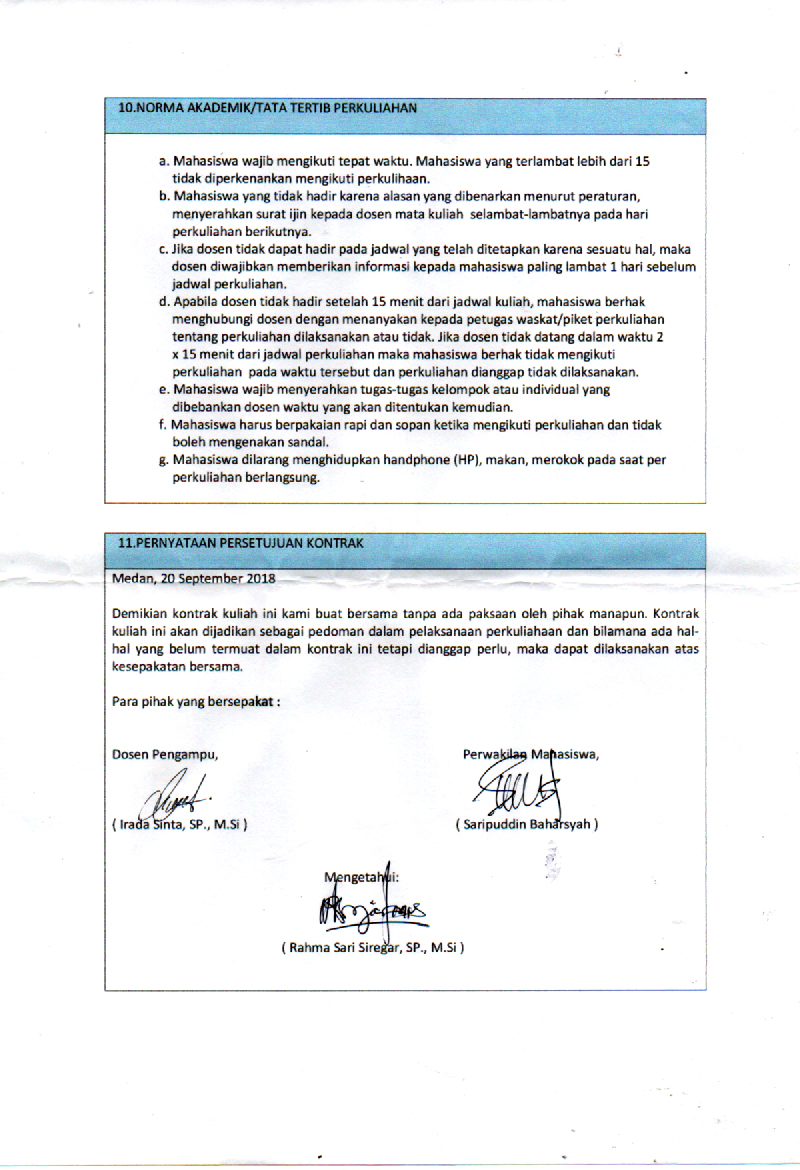 10.NORMA AKADEMIK/TATA TERTIB PERKULIAHAN
a. Mahasiswa wajib mengikuti tepat waktu. Mahasiswa yang terlambat lebih dari 15
tidak diperkenankan mengikuti perkulihaan.
b. Mahasiswa yang tidak hadir karena alasan yang dibenarkan menurut peraturan,
menyerahkan surat ijin kepada dosen mata kuliah selambat-lambatnya pada hari
perkuliahan berikutnya.
c. Jika dosen tidak dapat hadir pada jadwal yang telah ditetapkan karena sesuatu hal, maka
dosen diwajibkan memberikan informasi kepada mahasiswa paling lambat 1 hari sebelum
jadwal perkuliahan.
d. Apabila dosen tidak hadir setelah 15 menit dari jadwal kuliah, mahasiswa berhak
menghubungi dosen dengan menanyakan kepada petugas waskat/piket perkuliahan
tentang perkuliahan dilaksanakan atau tidak. Jika dosen tidak datang dalam waktu 2
x 15 menit dari jadwal perkuliahan maka mahasiswa berhak tidak mengikuti
perkuliahan pada waktu tersebut dan perkuliahan dianggap tidak dilaksanakan.
e. Mahasiswa wajib menyerahkan tugas-tugas kelompok atau individual yang
dibebankan dosen waktu yang akan ditentukan kemudian.
f. Mahasiswa harus berpakaian rapi dan sopan ketika mengikuti perkuliahan dan tidak
boleh mengenakan sandal.
g. Mahasiswa dilarang menghidupkan handphone (HP), makan, merokok pada saat per
perkuliahan berlangsung.
11.PERNYATAAN PERSETUJUAN KONTRAK
Medan, 20 September 2018
Demikian kontrak kuliah ini kami buat bersama tanpa ada paksaan oleh pihak manapun. Kontrak
kuliah ini akan dijadikan sebagai pedoman dalam pelaksanaan perkuliahaan dan bilamana ada hal-
hal yang belum termuat dalam kontrak ini tetapi dianggap perlu, maka dapat dilaksanakan atas
kesepakatan bersama.
Para pihak yang bersepakat :
Dosen Pengampu, Perwakilan Mahasiswa,
( Irada Sinta, SP., M.Si ) ( Saripuddin Baharsyah )
Mengetahui:
( Rahma Sari Siregar, SP., M.Si )